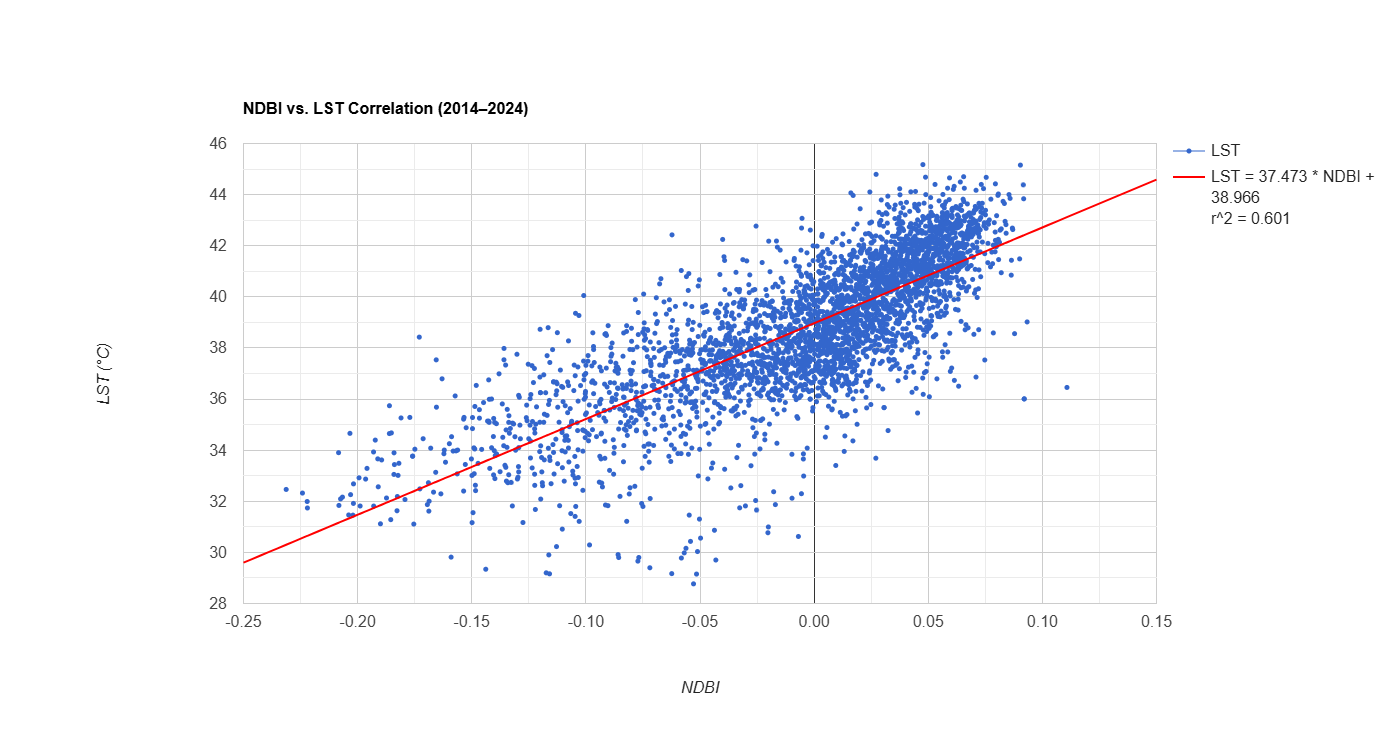 NDBI vs. LST Correlation (2014–2024)
46
44
42
40
38
36
34
32
30
28
LST (°C)
-0.25 -0.20 -0.15 -0.10 -0.05 0.00 0.05 0.10 0.15
NDBI
LST
LST = 37.473 * NDBI +
38.966
r^2 = 0.601